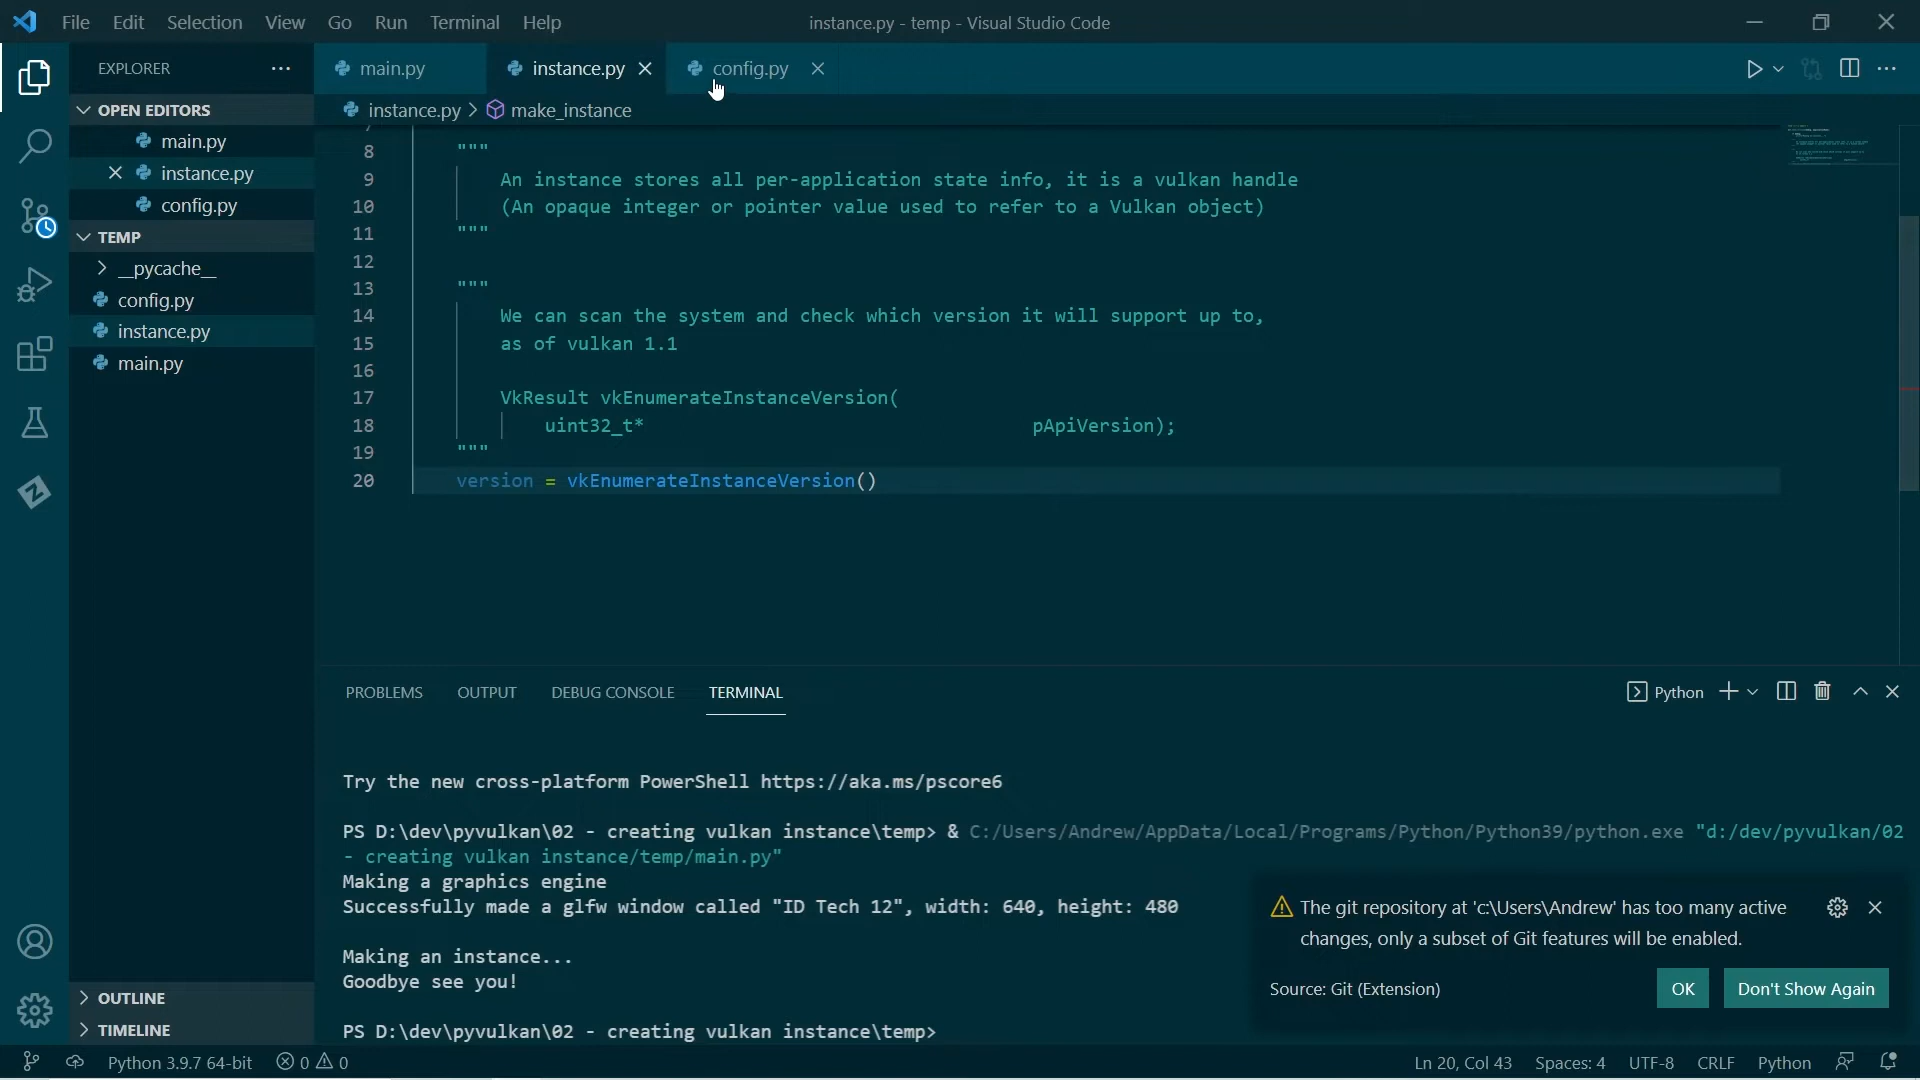 File Edit Selection View Go Run Terminal Help
instance.py - temp - Visual Studio Code
EXPLORER
OPEN EDITORS
main.py
instance.py
config.py
TEMP
__pycache__
config.py
instance.py
main.py
OUTLINE
TIMELINE
main.py instance.py config.py
instance.py > make_instance
8 """
9 An instance stores all per-application state info, it is a vulkan handle
10 (An opaque integer or pointer value used to refer to a Vulkan object)
11 """
12
13 """
14 We can scan the system and check which version it will support up to,
15 as of vulkan 1.1
16
17 VkResult vkEnumerateInstanceVersion(
18 uint32_t* pApiVersion);
19 """
20 version = vkEnumerateInstanceVersion()
PROBLEMS OUTPUT DEBUG CONSOLE TERMINAL
Python
Try the new cross-platform PowerShell https://aka.ms/pscore6
PS D:\dev\pyvulkan\02 - creating vulkan instance\temp> & C:/Users/Andrew/AppData/Local/Programs/Python/Python39/python.exe "d:/dev/pyvulkan/02
- creating vulkan instance/temp/main.py"
Making a graphics engine
Successfully made a glfw window called "ID Tech 12", width: 640, height: 480
Making an instance...
Goodbye see you!
PS D:\dev\pyvulkan\02 - creating vulkan instance\temp>
The git repository at 'c:\Users\Andrew' has too many active
changes, only a subset of Git features will be enabled.
Source: Git (Extension)
OK
Don't Show Again
Python 3.9.7 64-bit 0 0
Ln 20, Col 43 Spaces: 4 UTF-8 CRLF Python